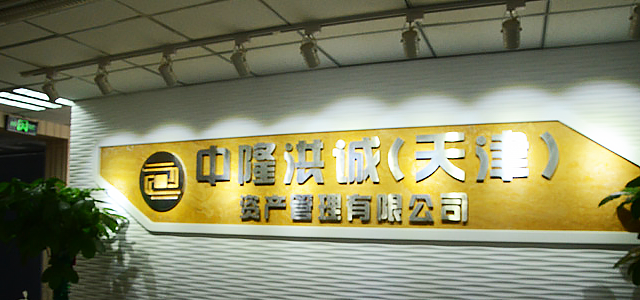 中隆洪诚(天津)
资产管理有限公司